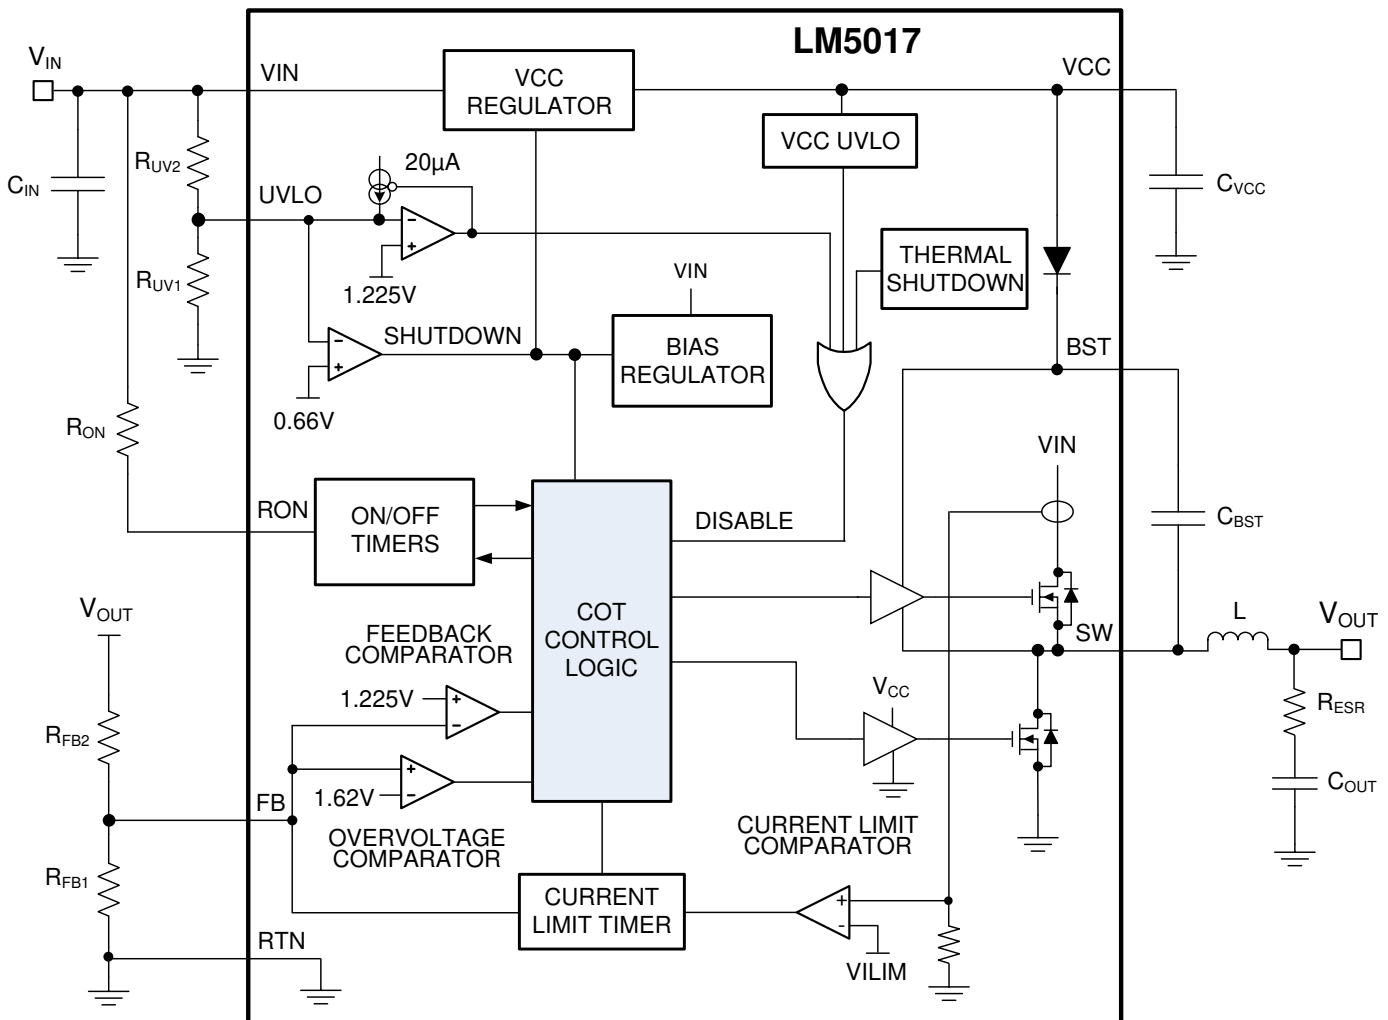 LM5017
VIN
VIN
VCC
REGULATOR
VCC
VCC UVLO
CIN
RUV2
20µA
UVLO
-
+
1.225V
CVCC
RUV1
VIN
THERMAL
SHUTDOWN
SHUTDOWN
-
+
0.66V
BIAS
REGULATOR
BST
RON
VIN
RON
ON/OFF
TIMERS
DISABLE
CBST
COT
CONTROL
LOGIC
VOUT
FEEDBACK
COMPARATOR
1.225V
+
-
SW
L
VOUT
VCC
RESR
RFB2
+
-
1.62V
COUT
FB
OVERVOLTAGE
COMPARATOR
CURRENT LIMIT
COMPARATOR
RFB1
CURRENT
LIMIT TIMER
+
-
RTN
VILIM